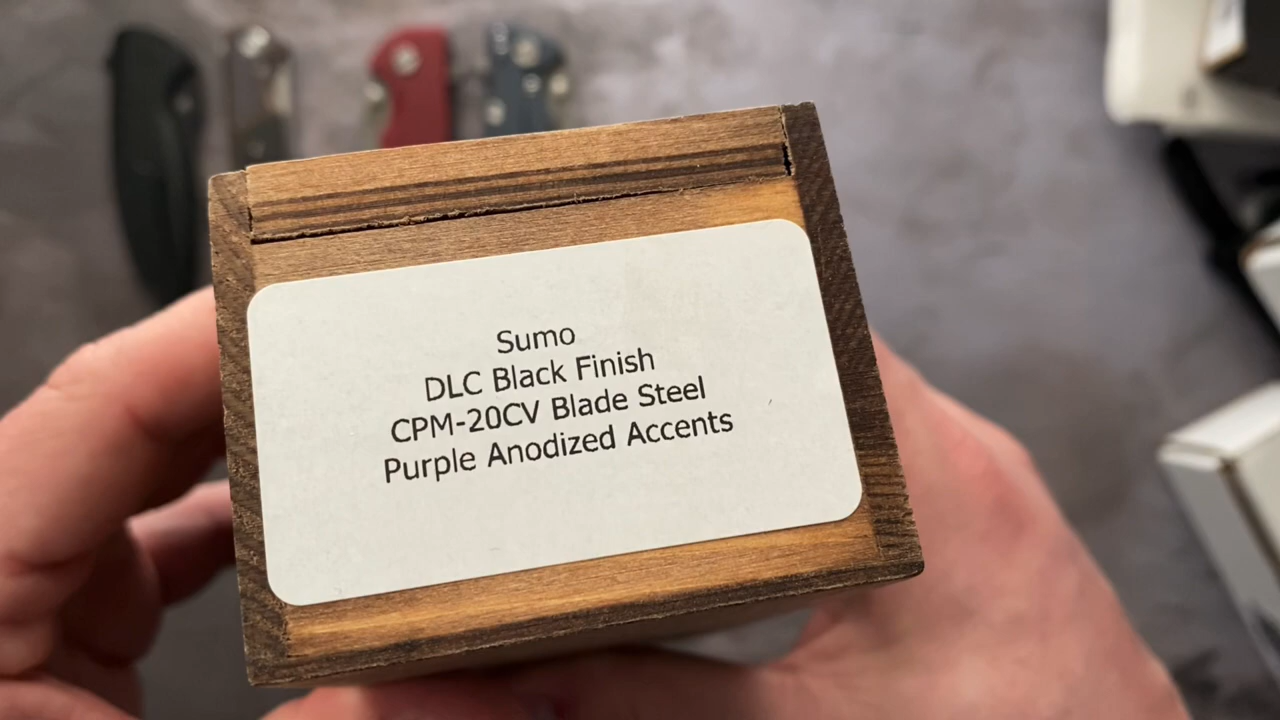 Sumo
DLC Black Finish
CPM-20CV Blade Steel
Purple Anodized Accents